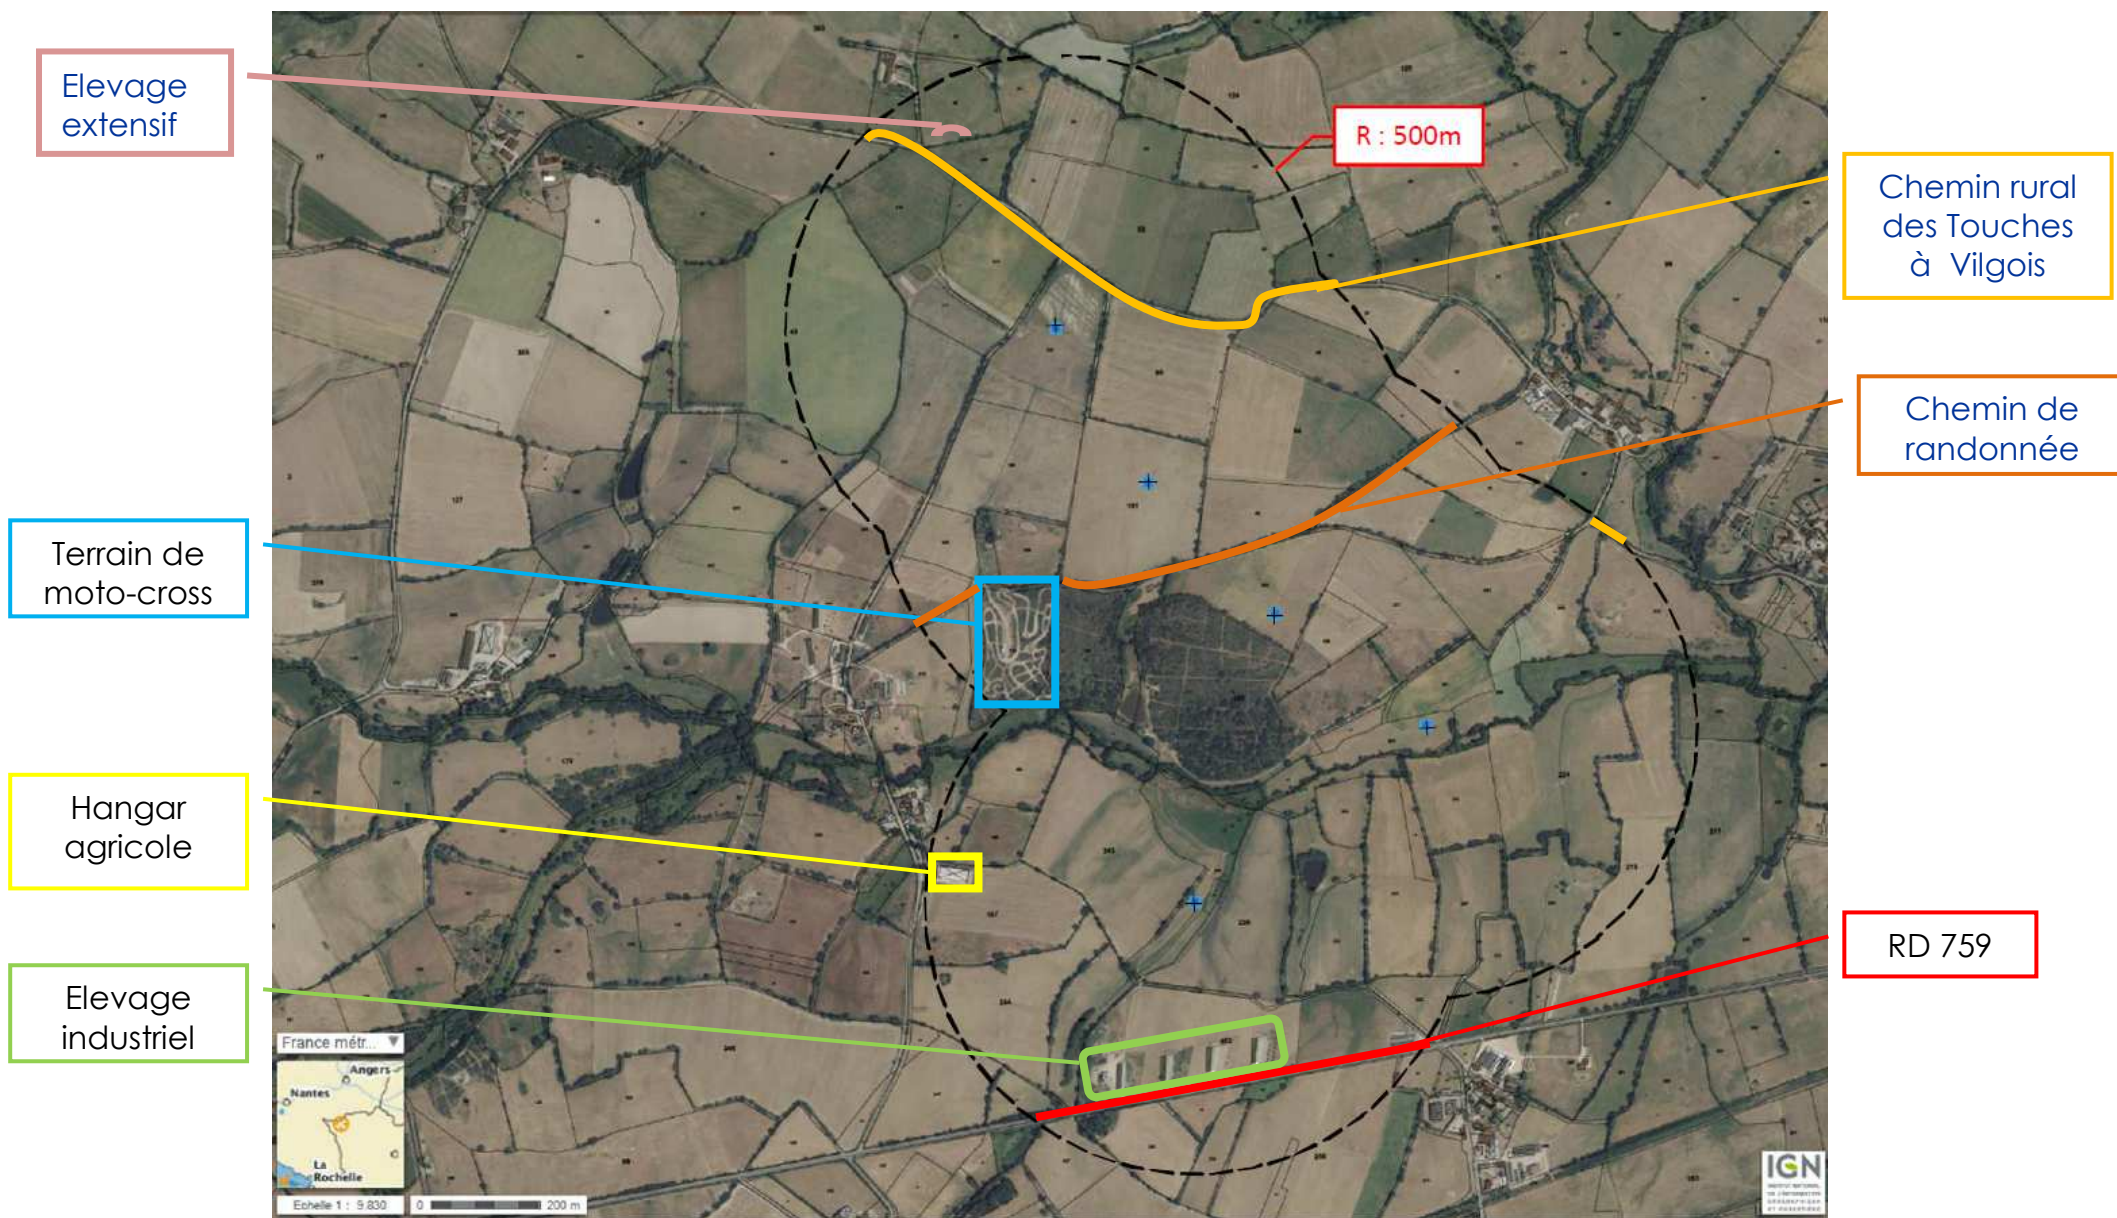 Elevage
extensif
R : 500m
Chemin rural
des Touches
à Vilgois
Chemin de
randonnée
Terrain de
moto-cross
Hangar
agricole
RD 759
Elevage
industriel
France métr... ▼
Angers
Nantes
La
Rochelle
Echelle 1 : 9 830
0 200 m
IGN